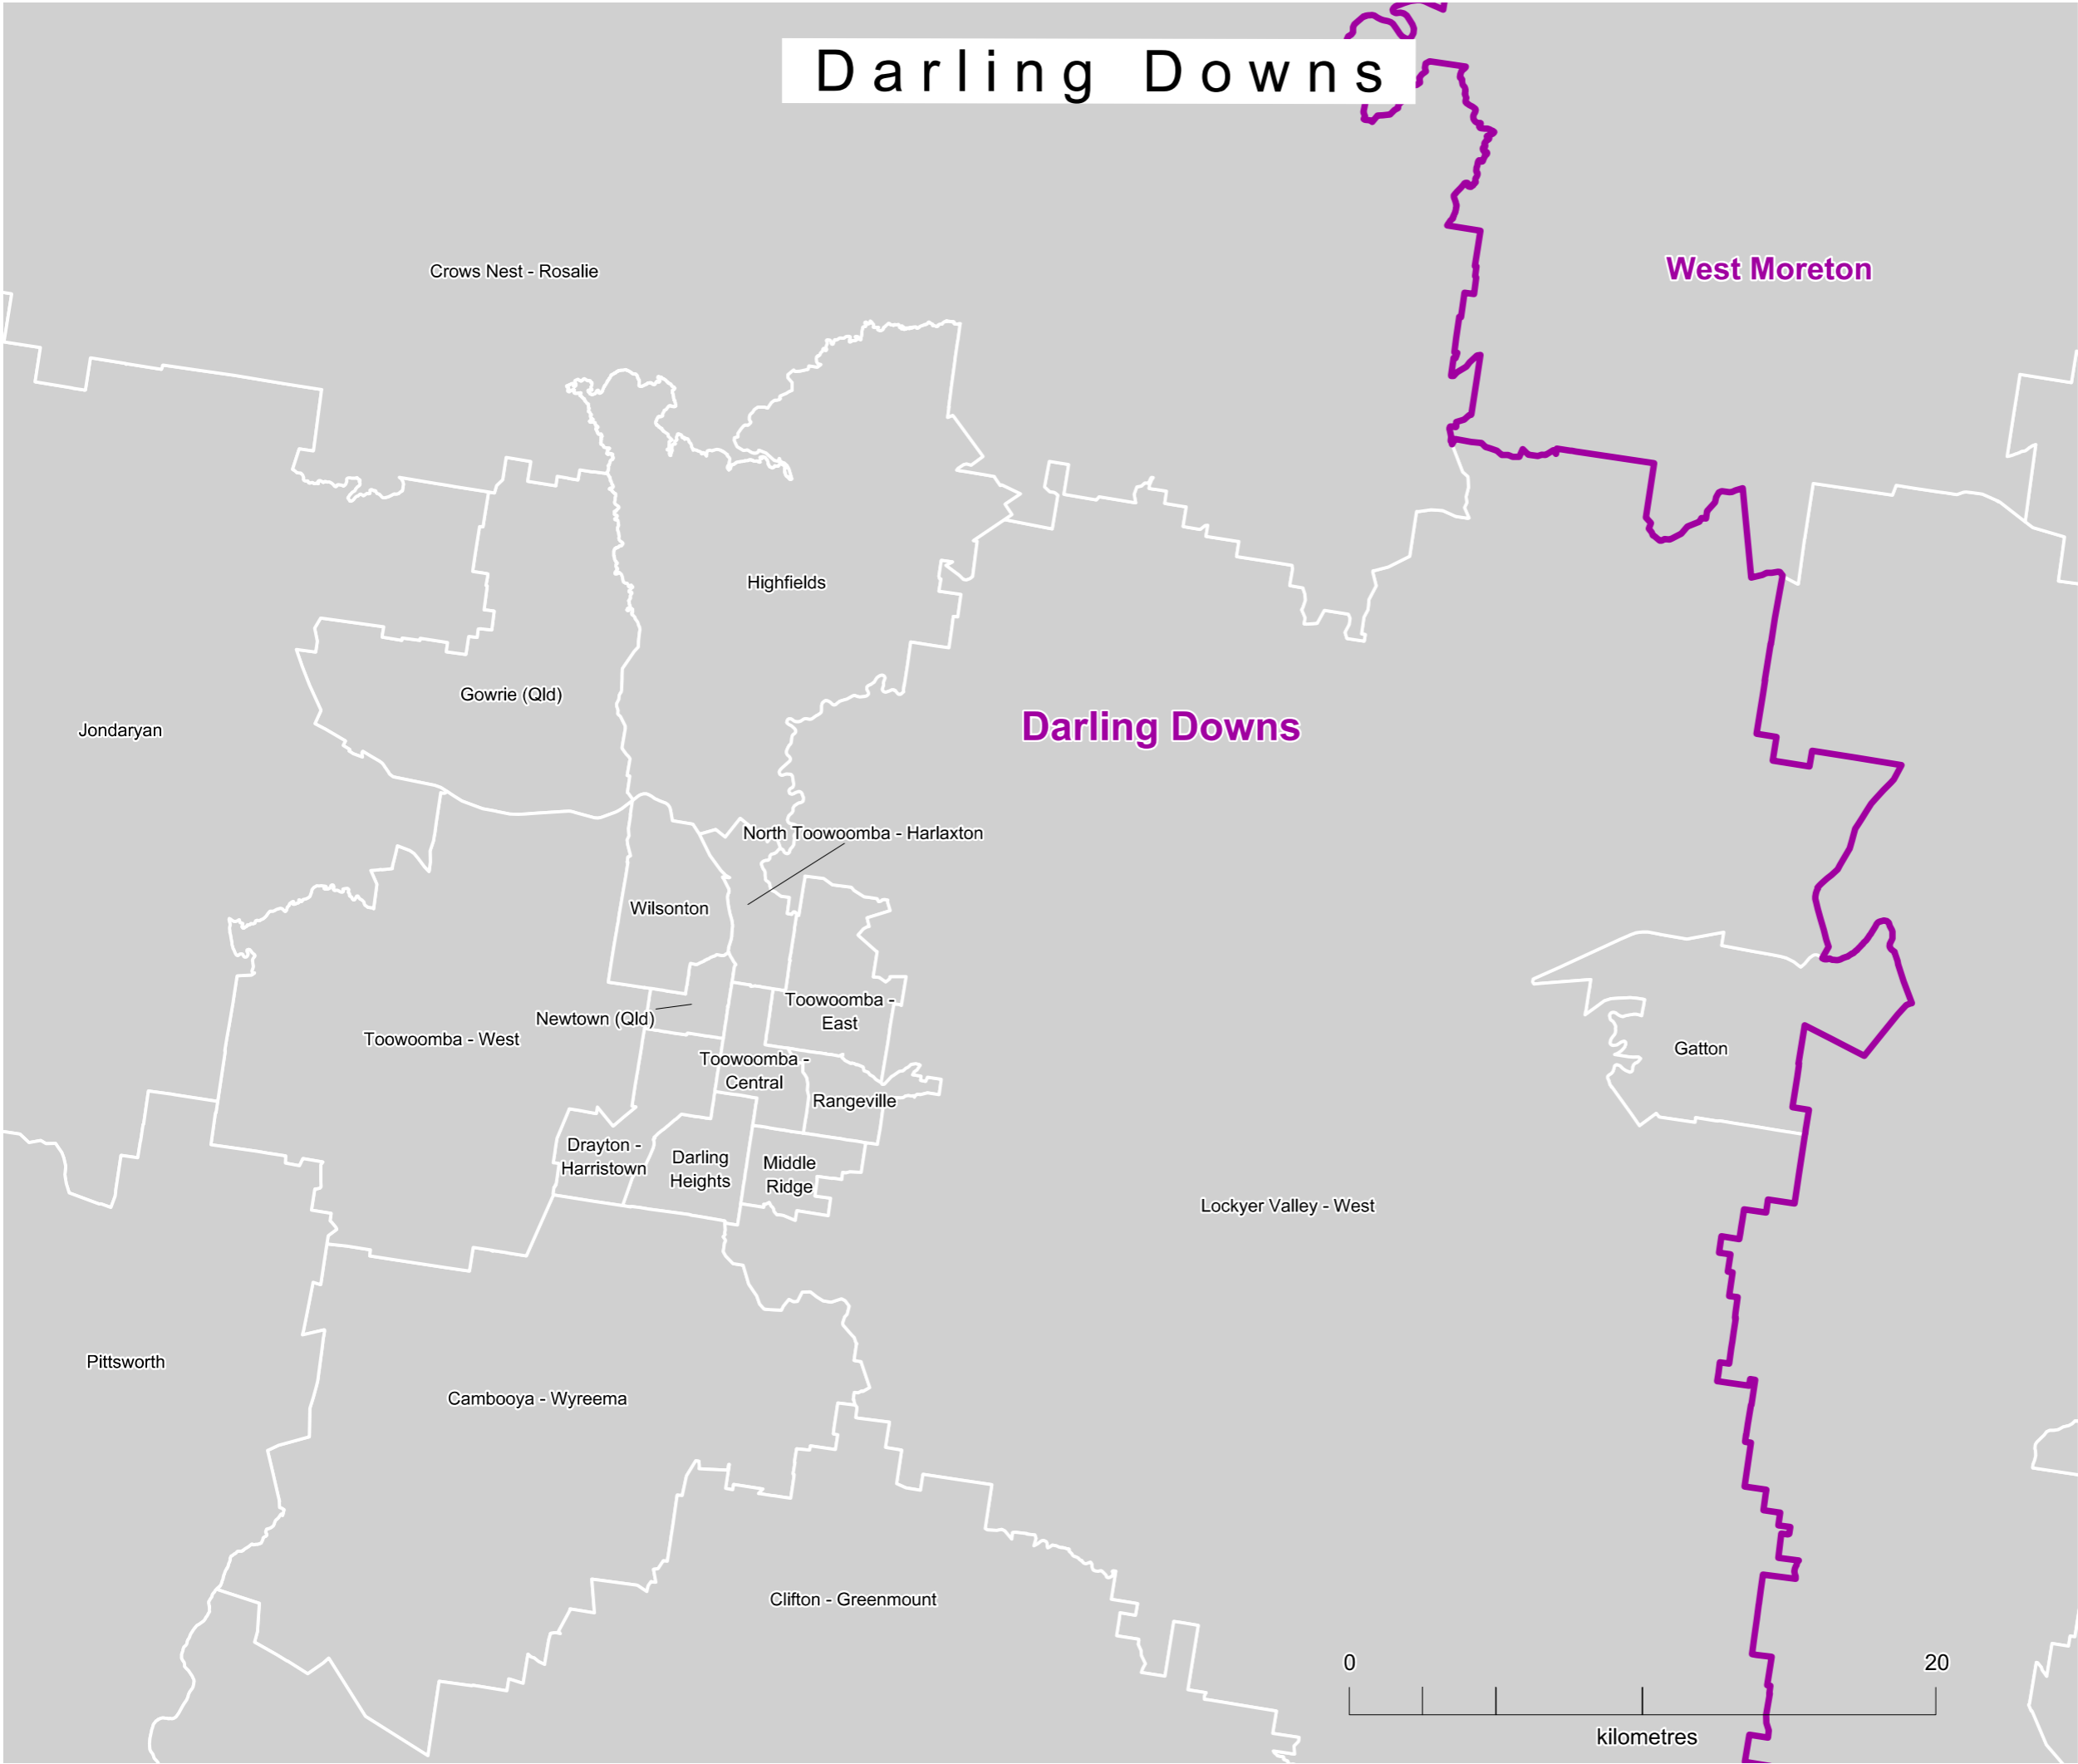 Darling Downs
Crows Nest - Rosalie
West Moreton
Highfields
Gowrie (Qld)
Jondaryan
Darling Downs
North Toowoomba - Harlaxton
Wilsonton
Newtown (Qld)
Toowoomba -
East
Toowoomba - West
Gatton
Toowoomba -
Central
Rangeville
Drayton -
Harristown
Darling
Heights
Middle
Ridge
Lockyer Valley - West
Pittsworth
Cambooya - Wyreema
Clifton - Greenmount
0
20
kilometres